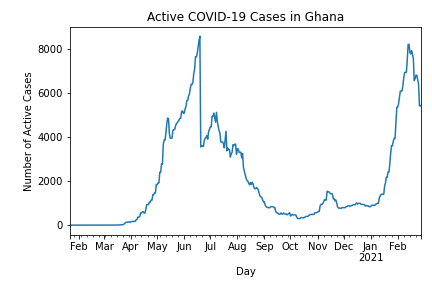 Active COVID-19 Cases in Ghana
Number of Active Cases
8000
6000
4000
2000
0
Feb Mar Apr May Jun Jul Aug Sep Oct Nov Dec Jan Feb
2021
Day